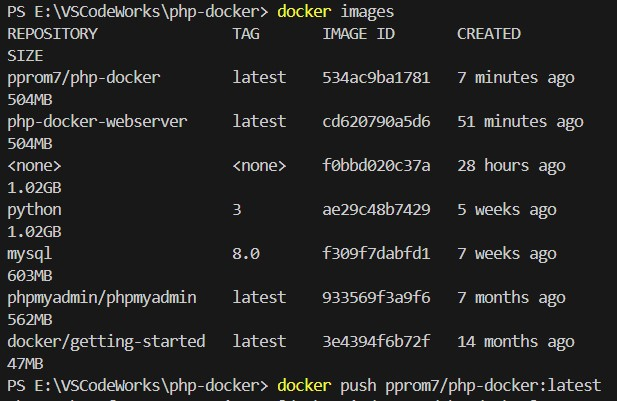 PS E:\VSCodeWorks\php-docker> docker images
REPOSITORY TAG IMAGE ID CREATED
SIZE
pprom7/php-docker latest 534ac9ba1781 7 minutes ago
504MB
php-docker-webserver latest cd620790a5d6 51 minutes ago
504MB
<none> <none> f0bbd020c37a 28 hours ago
1.02GB
python 3 ae29c48b7429 5 weeks ago
1.02GB
mysql 8.0 f309f7dabfd1 7 weeks ago
603MB
phpmyadmin/phpmyadmin latest 933569f3a9f6 7 months ago
562MB
docker/getting-started latest 3e4394f6b72f 14 months ago
47MB
PS E:\VSCodeWorks\php-docker> docker push pprom7/php-docker:latest